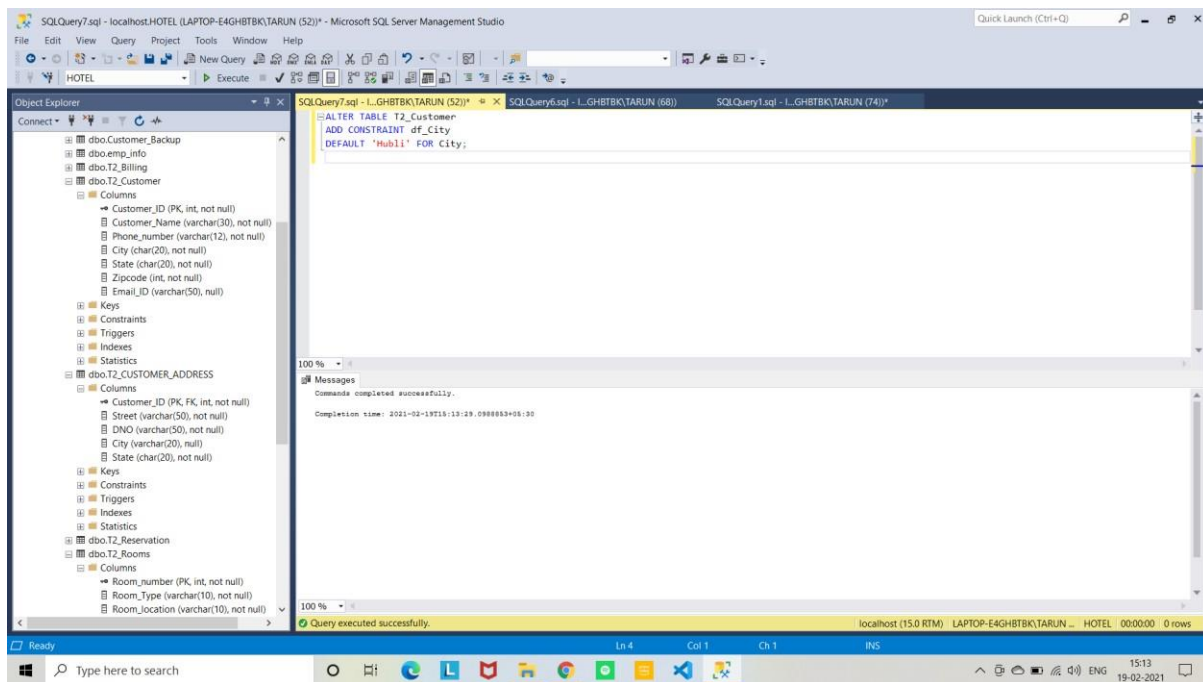 SQLQuery7.sql - localhost.HOTEL (LAPTOP-E4GHBTBK\TARUN (52))* - Microsoft SQL Server Management Studio
Quick Launch (Ctrl+Q)
File Edit View Query Project Tools Window Help
New Query
HOTEL
Execute
Object Explorer
SQLQuery7.sql - l...GHBTBK\TARUN (52))*
SQLQuery6.sql - l...GHBTBK\TARUN (68))
SQLQuery1.sql - l...GHBTBK\TARUN (74))*
Connect
dbo.Customer_Backup
dbo.emp_info
dbo.T2_Billing
dbo.T2_Customer
Columns
Customer_ID (PK, int, not null)
Customer_Name (varchar(30), not null)
Phone_number (varchar(12), not null)
City (char(20), not null)
State (char(20), not null)
Zipcode (int, not null)
Email_ID (varchar(50), null)
Keys
Constraints
Triggers
Indexes
Statistics
dbo.T2_CUSTOMER_ADDRESS
Columns
Customer_ID (PK, FK, int, not null)
Street (varchar(50), not null)
DNO (varchar(50), not null)
City (varchar(20), null)
State (char(20), not null)
Keys
Constraints
Triggers
Indexes
Statistics
dbo.T2_Reservation
dbo.T2_Rooms
Columns
Room_number (PK, int, not null)
Room_Type (varchar(10), not null)
Room_location (varchar(10), not null)
ALTER TABLE T2_Customer
ADD CONSTRAINT df_City
DEFAULT 'Hubli' FOR City;
100 %
Messages
Commands completed successfully.
Completion time: 2021-02-19T15:13:29.0988853+05:30
100 %
Query executed successfully.
localhost (15.0 RTM) LAPTOP-E4GHBTBK\TARUN ... HOTEL 00:00:00 0 rows
Ready
Ln 4 Col 1 Ch 1 INS
Type here to search
ENG
15:13
19-02-2021